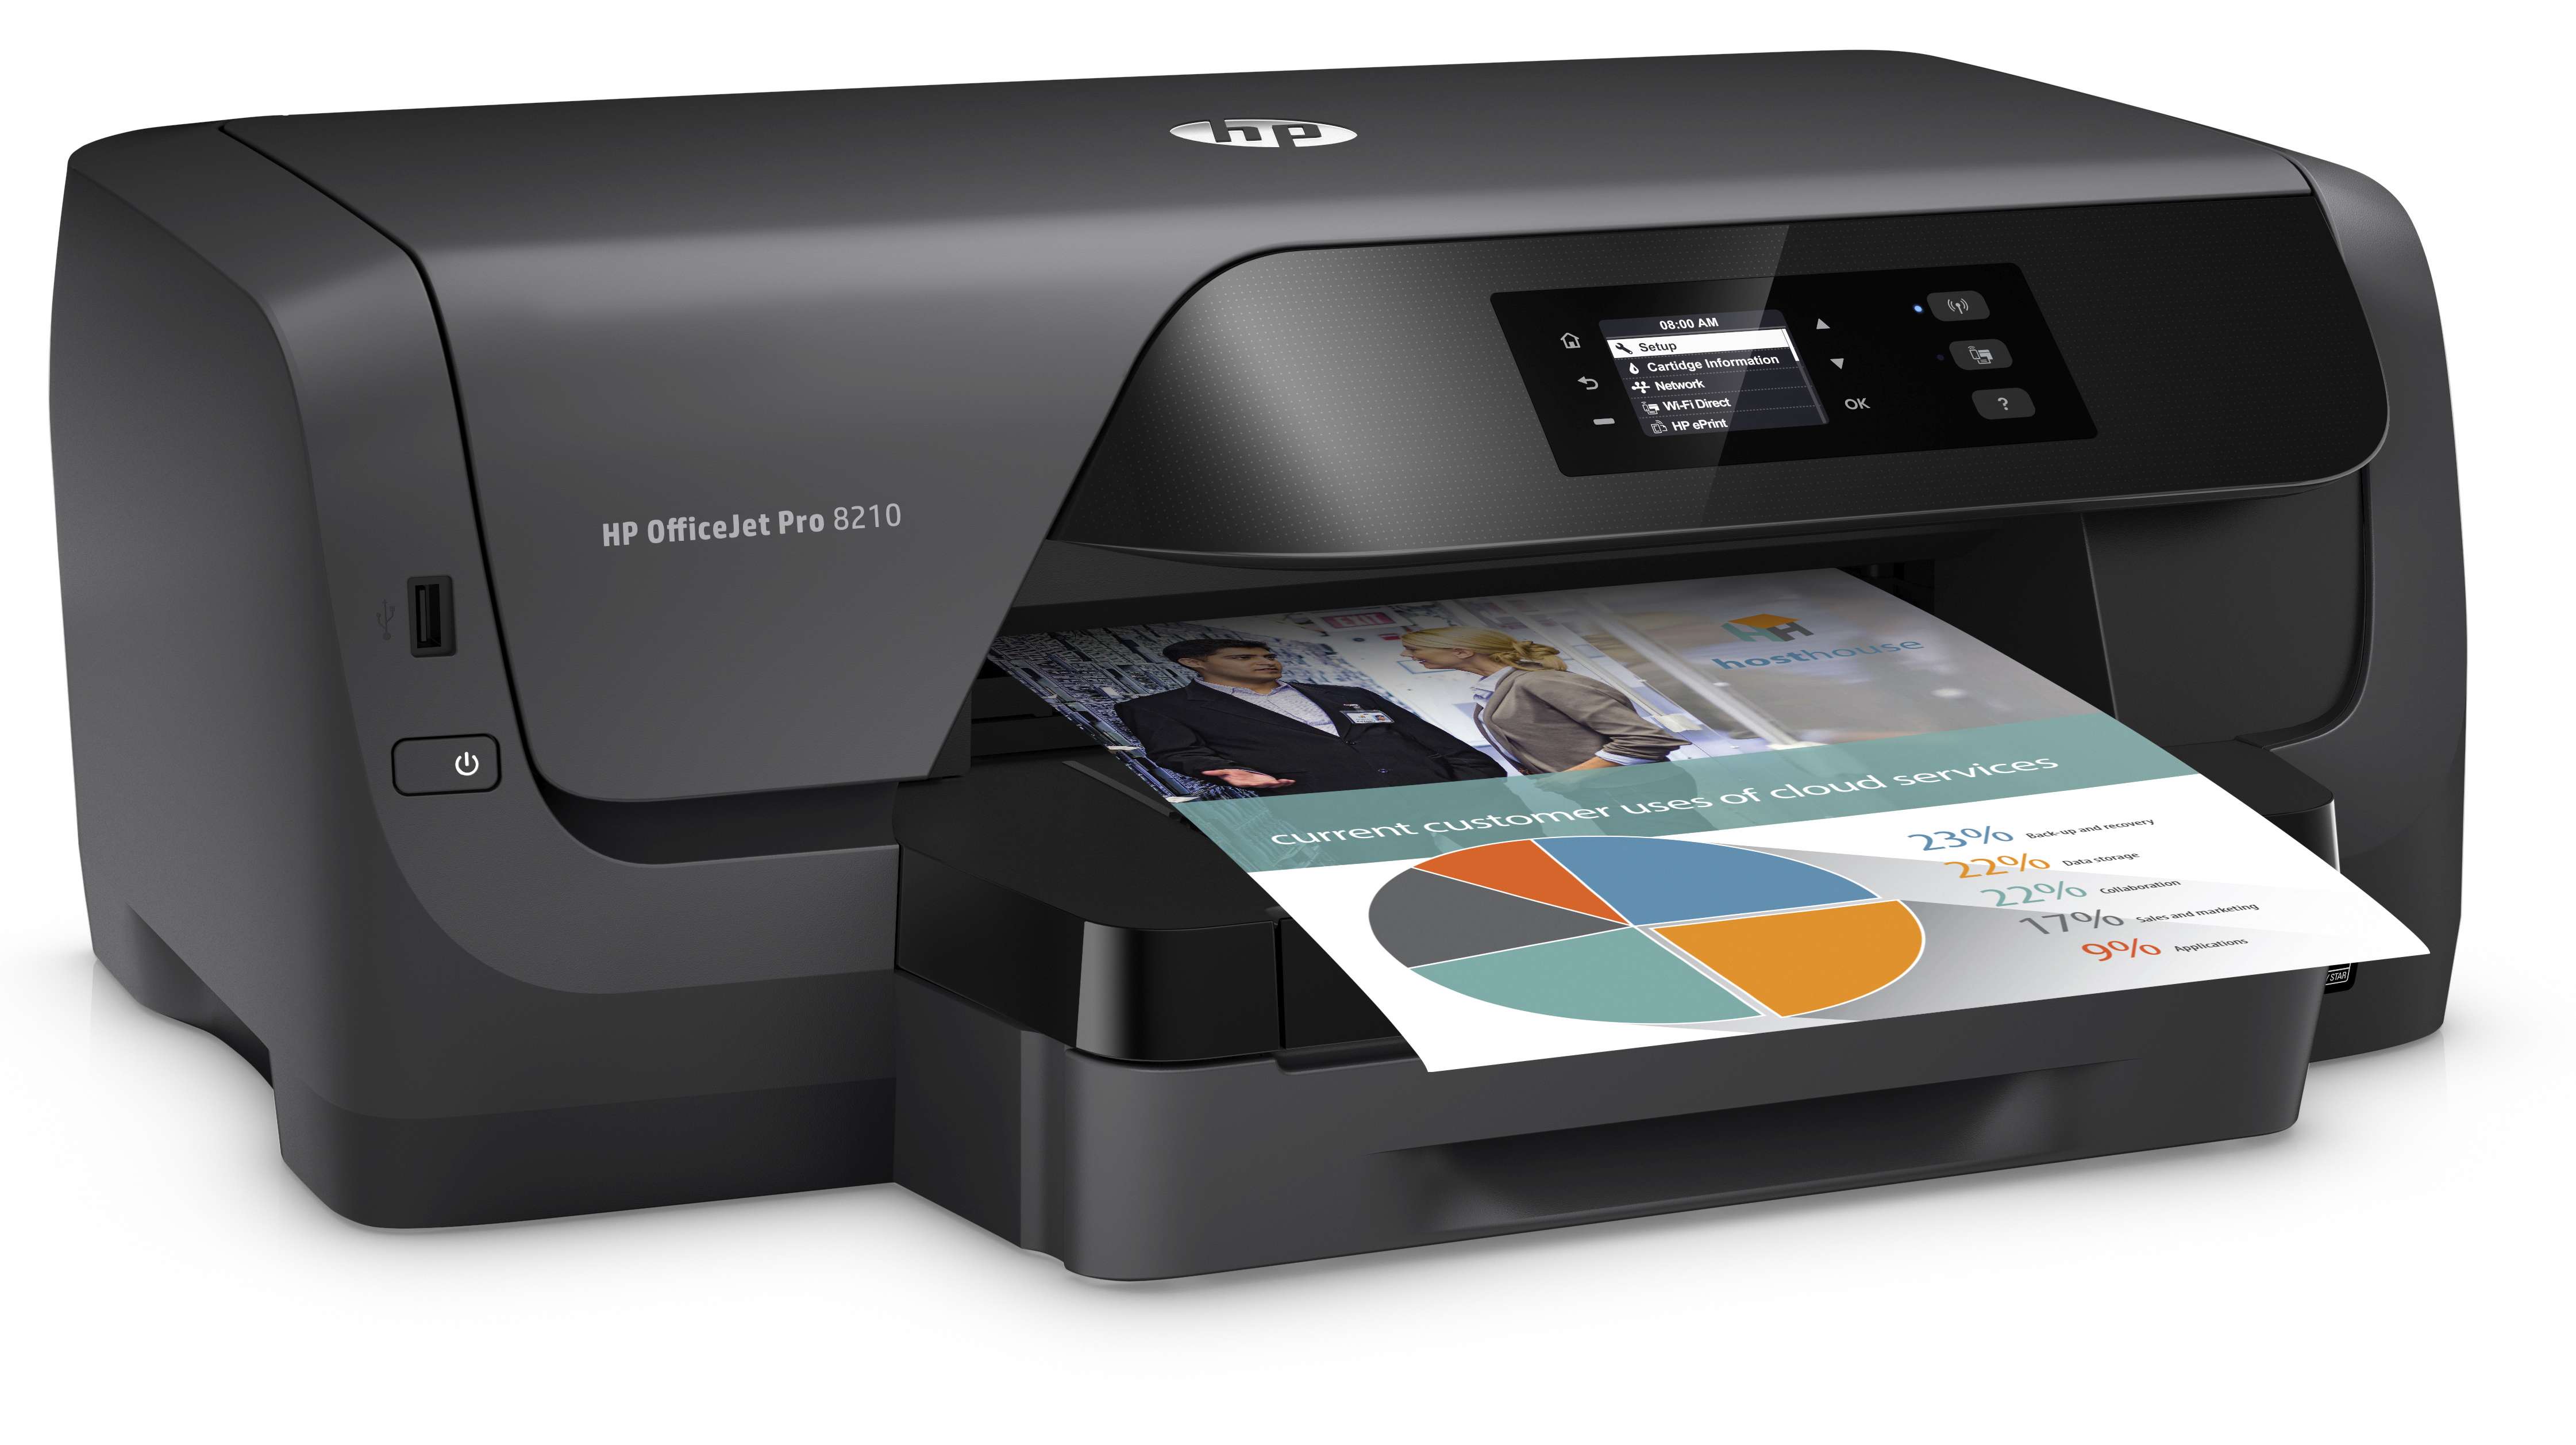 hp
08:00 AM
Setup
Cartidge Information
Network
Wi-Fi Direct
HP ePrint
OK
?
HP OfficeJet Pro 8210
hosthouse
current customer uses of cloud services
23% Back-up and recovery
22% Data storage
22% Collaboration
17% Sales and marketing
9% Applications
STAR